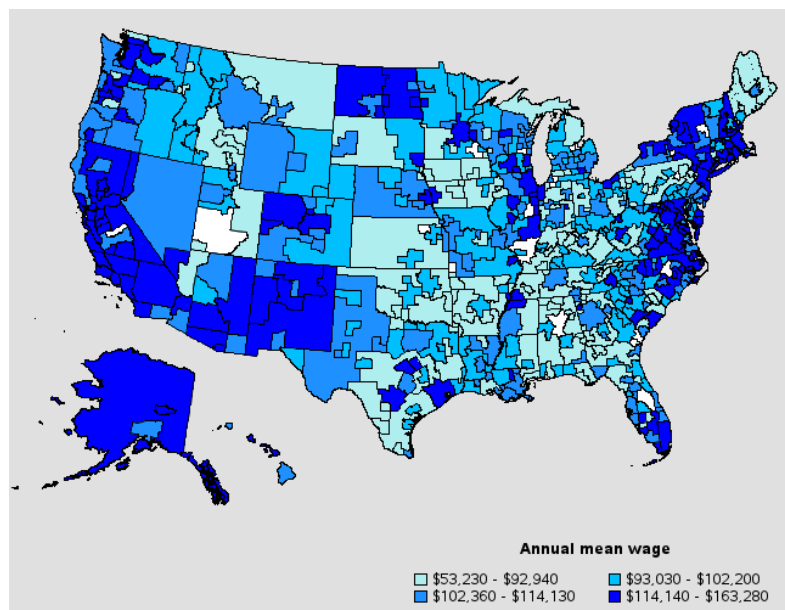 Annual mean wage
$53,230 - $92,940 $93,030 - $102,200
$102,360 - $114,130 $114,140 - $163,280